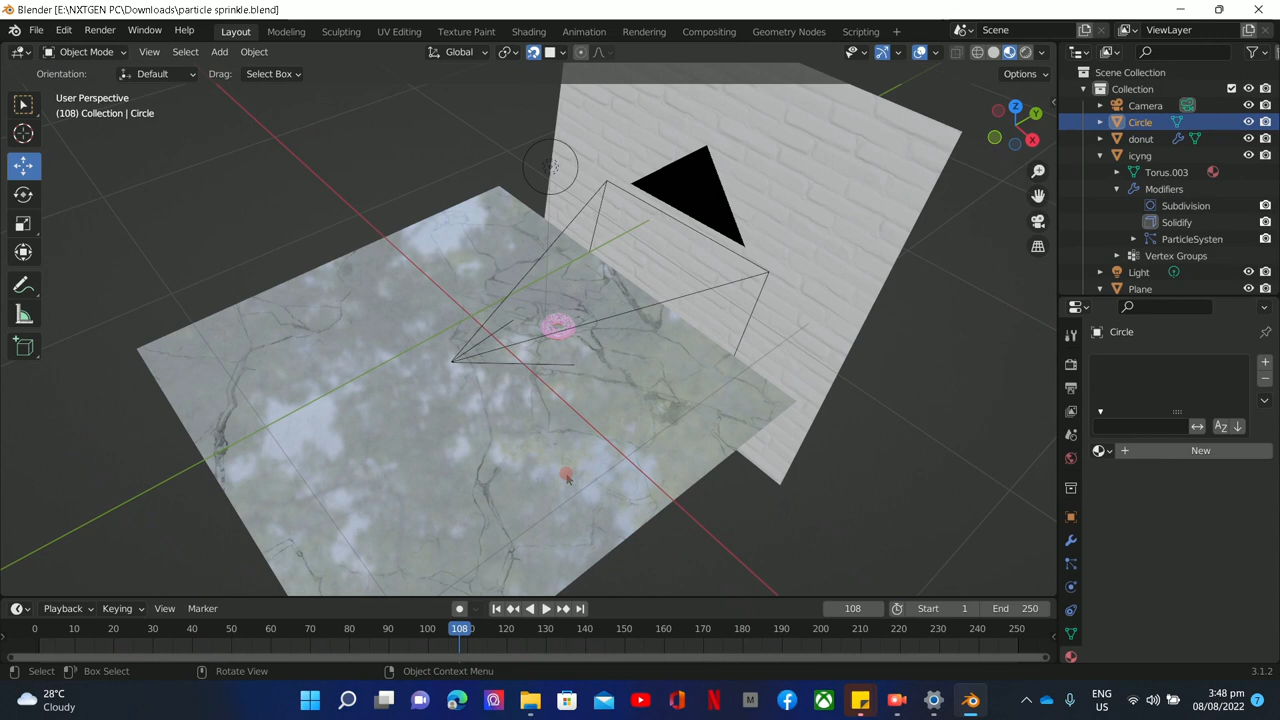 Blender [E:\NXTGEN PC\Downloads\particle sprinkle.blend]
File Edit Render Window Help Layout Modeling Sculpting UV Editing Texture Paint Shading Animation Rendering Compositing Geometry Nodes Scripting + Scene ViewLayer
Object Mode View Select Add Object Global
Orientation: Default Drag: Select Box Options
User Perspective
(108) Collection | Circle
Z
Y
X
Scene Collection
Collection
Camera
Circle
donut
icyng
Torus.003
Modifiers
Subdivision
Solidify
ParticleSysten
Vertex Groups
Light
Plane
Circle
+
−
New
Playback Keying View Marker 108 Start 1 End 250
0 10 20 30 40 50 60 70 80 90 100 108 120 130 140 150 160 170 180 190 200 210 220 230 240 250
Select Box Select Rotate View Object Context Menu 3.1.2
28°C
Cloudy
M
ENG
UK
3:48 pm
08/08/2022
7